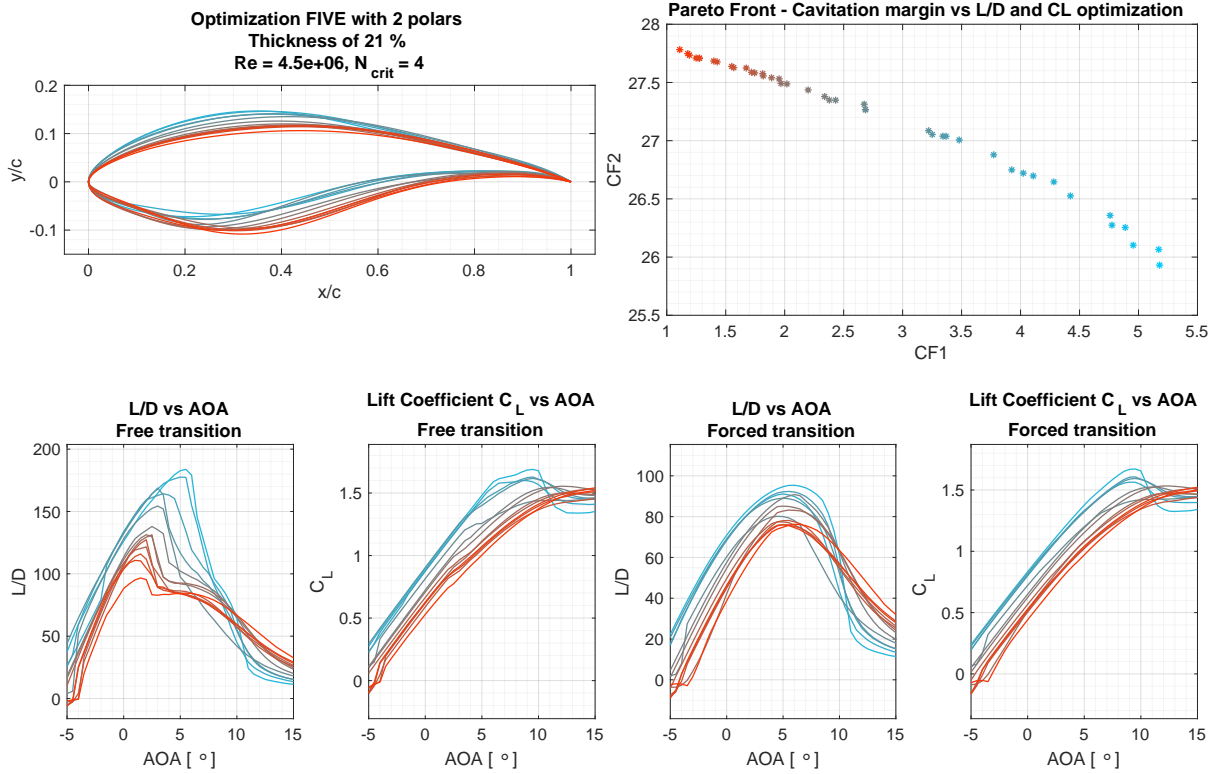 Optimization FIVE with 2 polars
Thickness of 21 %
Re = 4.5e+06, N_crit = 4
0.2
0.1
0
-0.1
y/c
0
0.2
0.4
0.6
0.8
1
x/c
Pareto Front - Cavitation margin vs L/D and CL optimization
28
27.5
27
26.5
26
25.5
CF2
1
1.5
2
2.5
3
3.5
4
4.5
5
5.5
CF1
L/D vs AOA
Free transition
200
150
100
50
0
L/D
-5
0
5
10
15
AOA [ °]
Lift Coefficient C_L vs AOA
Free transition
1.5
1
0.5
0
C_L
-5
0
5
10
15
AOA [ °]
L/D vs AOA
Forced transition
100
80
60
40
20
0
L/D
-5
0
5
10
15
AOA [ °]
Lift Coefficient C_L vs AOA
Forced transition
1.5
1
0.5
0
C_L
-5
0
5
10
15
AOA [ °]